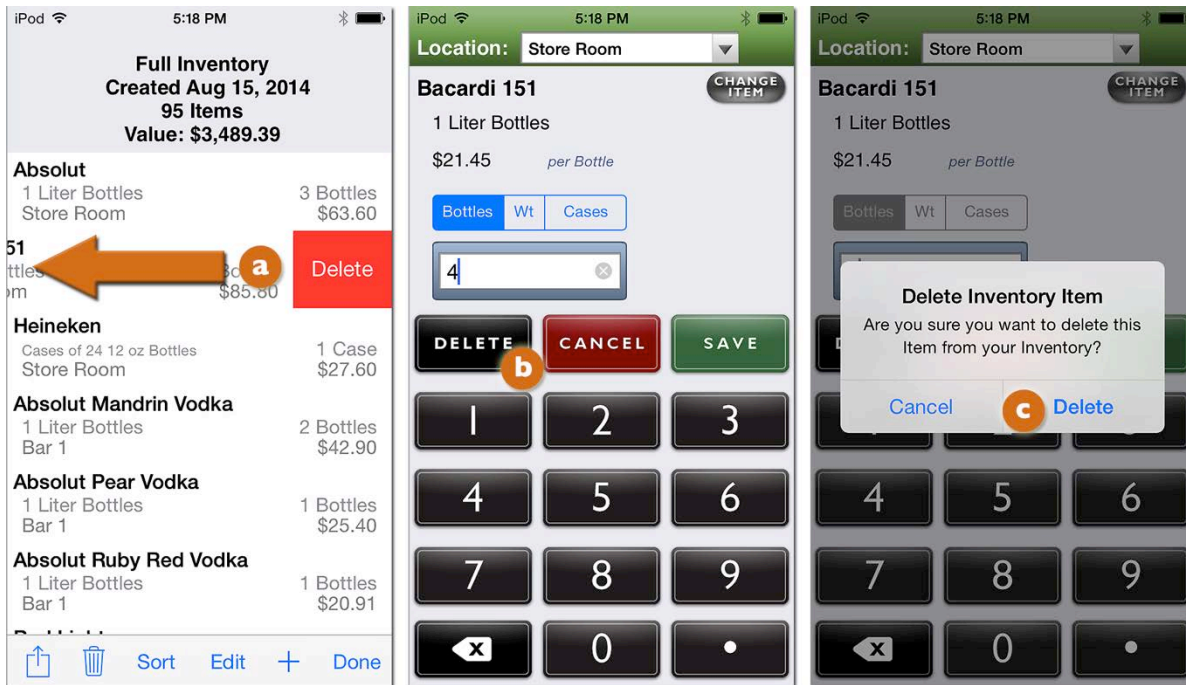 iPod 5:18 PM
Full Inventory
Created Aug 15, 2014
95 Items
Value: $3,489.39
Absolut
1 Liter Bottles 3 Bottles
Store Room $63.60
51
a
Delete
$85.80
Heineken
Cases of 24 12 oz Bottles 1 Case
Store Room $27.60
Absolut Mandrin Vodka
1 Liter Bottles 2 Bottles
Bar 1 $42.90
Absolut Pear Vodka
1 Liter Bottles 1 Bottles
Bar 1 $25.40
Absolut Ruby Red Vodka
1 Liter Bottles 1 Bottles
Bar 1 $20.91
Sort Edit + Done
iPod 5:18 PM
Location: Store Room
Bacardi 151 CHANGE
ITEM
1 Liter Bottles
$21.45 per Bottle
Bottles Wt Cases
4
DELETE CANCEL SAVE
b
1 2 3
4 5 6
7 8 9
X 0 .
iPod 5:18 PM
Location: Store Room
Bacardi 151 CHANGE
ITEM
1 Liter Bottles
$21.45 per Bottle
Bottles Wt Cases
Delete Inventory Item
Are you sure you want to delete this
Item from your Inventory?
Cancel c Delete
4 5 6
7 8 9
X 0 .